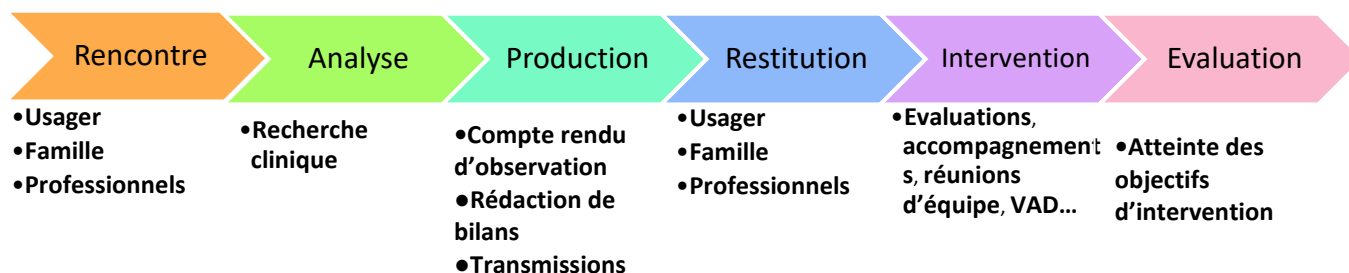 Rencontre
Analyse
Production
Restitution
Intervention
Evaluation
•Usager
•Famille
•Professionnels
•Recherche
clinique
•Compte rendu
d’observation
●Rédaction de
bilans
●Transmissions
•Usager
•Famille
•Professionnels
•Evaluations,
accompagnement
s, réunions
d’équipe, VAD…
•Atteinte des
objectifs
d’intervention